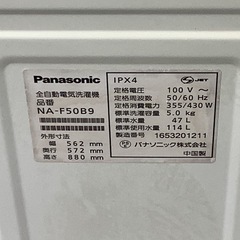 Panasonic
全自動電気洗濯機
品番
NA-F50B9
外形寸法
幅 562 mm
奥行 572 mm
高さ 880 mm
IPX4
JET
定格電圧 100 V ～
定格周波数 50/60 Hz
定格消費電力 355/430 W
標準洗濯容量 5.0 kg
標準水量 47 L
標準使用水量 114 L
1653201211
パナソニック株式会社
中国製